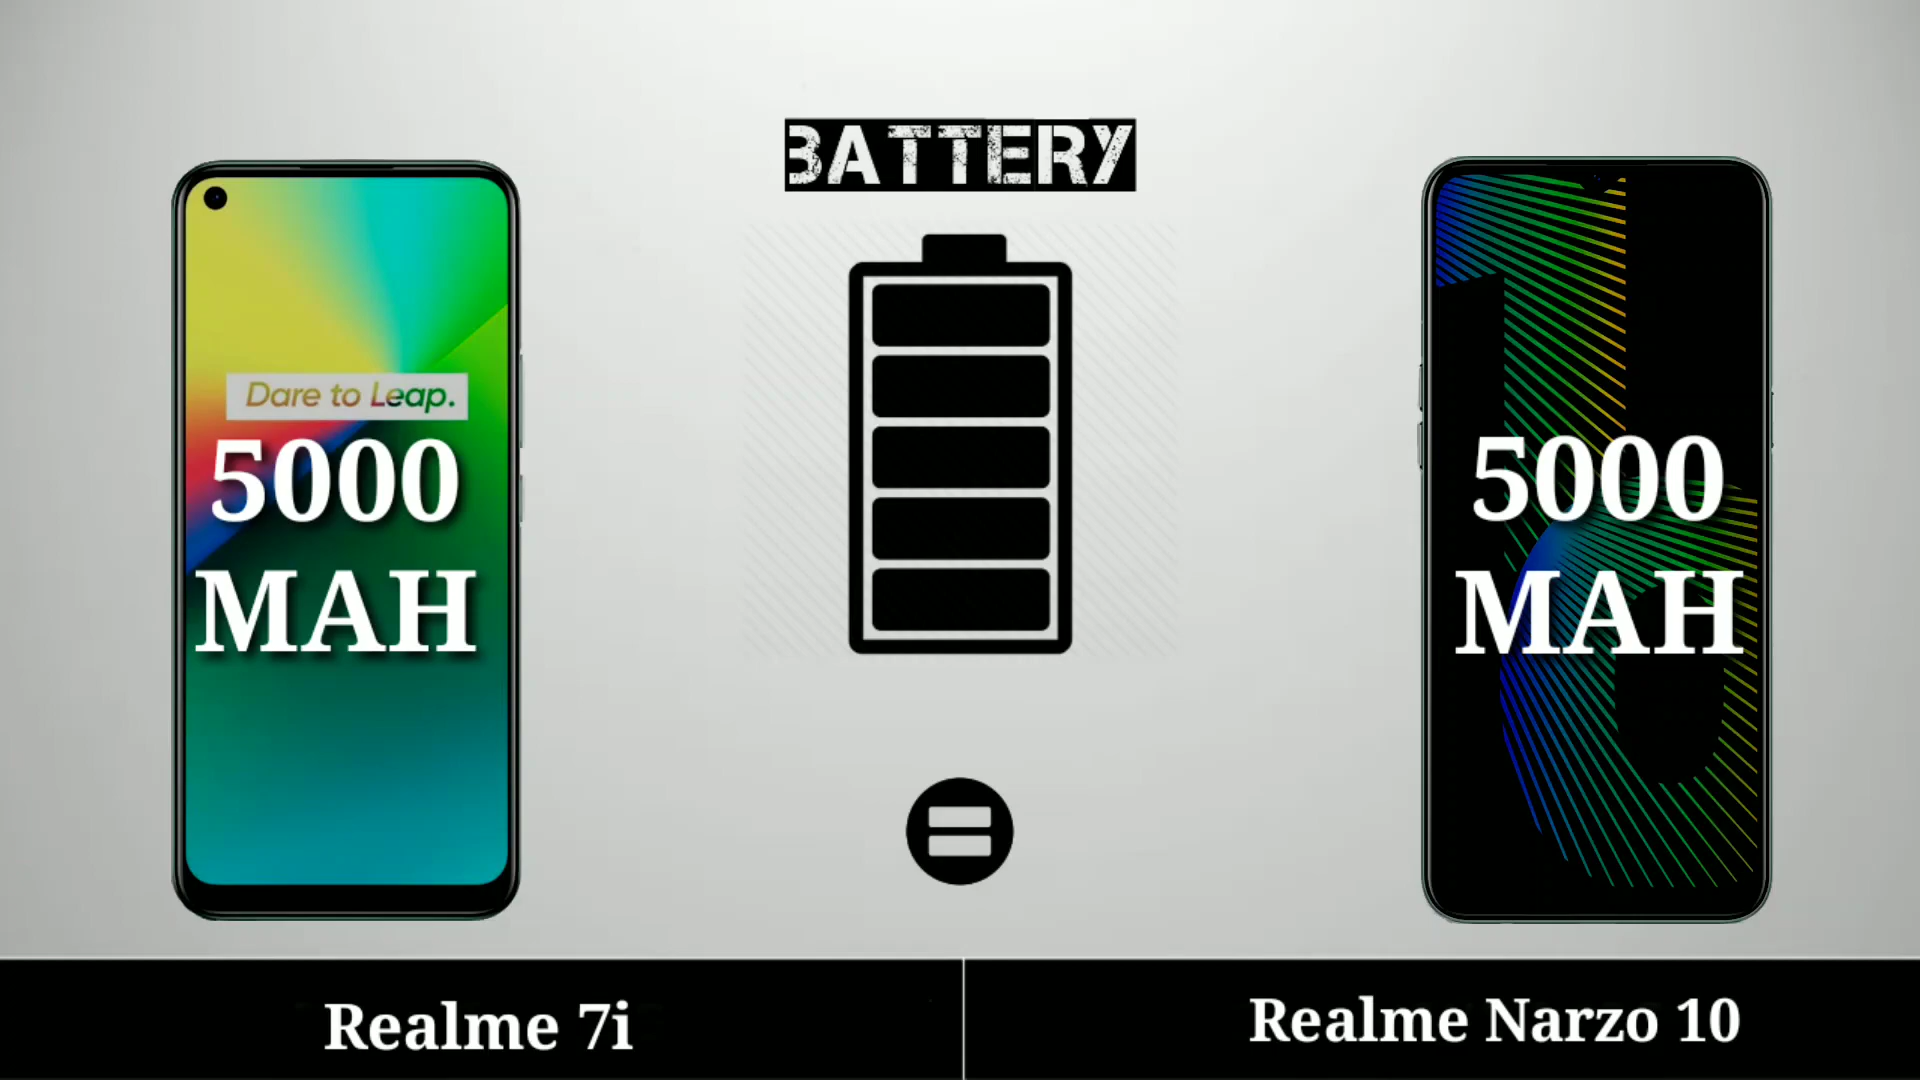 BATTERY
Dare to Leap.
5000
MAH
5000
MAH
Realme 7i
Realme Narzo 10